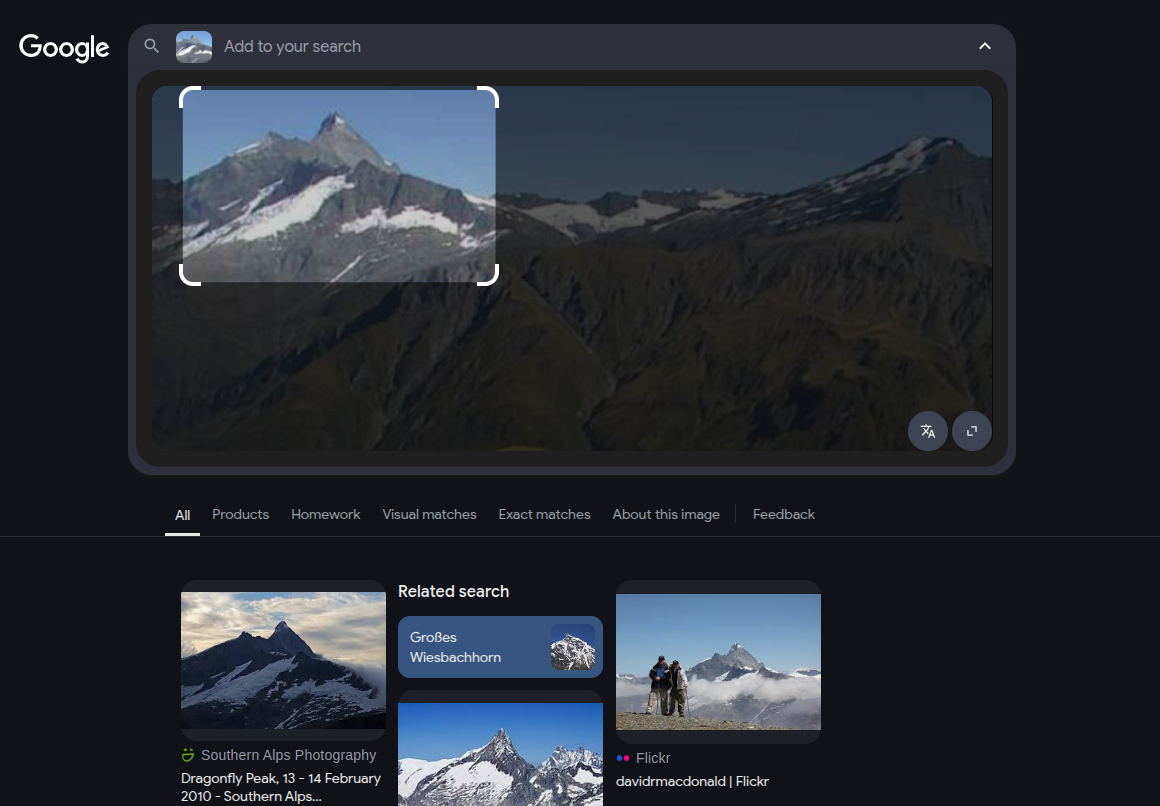 Google
Add to your search
All
Products
Homework
Visual matches
Exact matches
About this image
Feedback
Southern Alps Photography
Dragonfly Peak, 13 - 14 February
2010 - Southern Alps...
Related search
Großes
Wiesbachhorn
Flickr
davidrmacdonald | Flickr